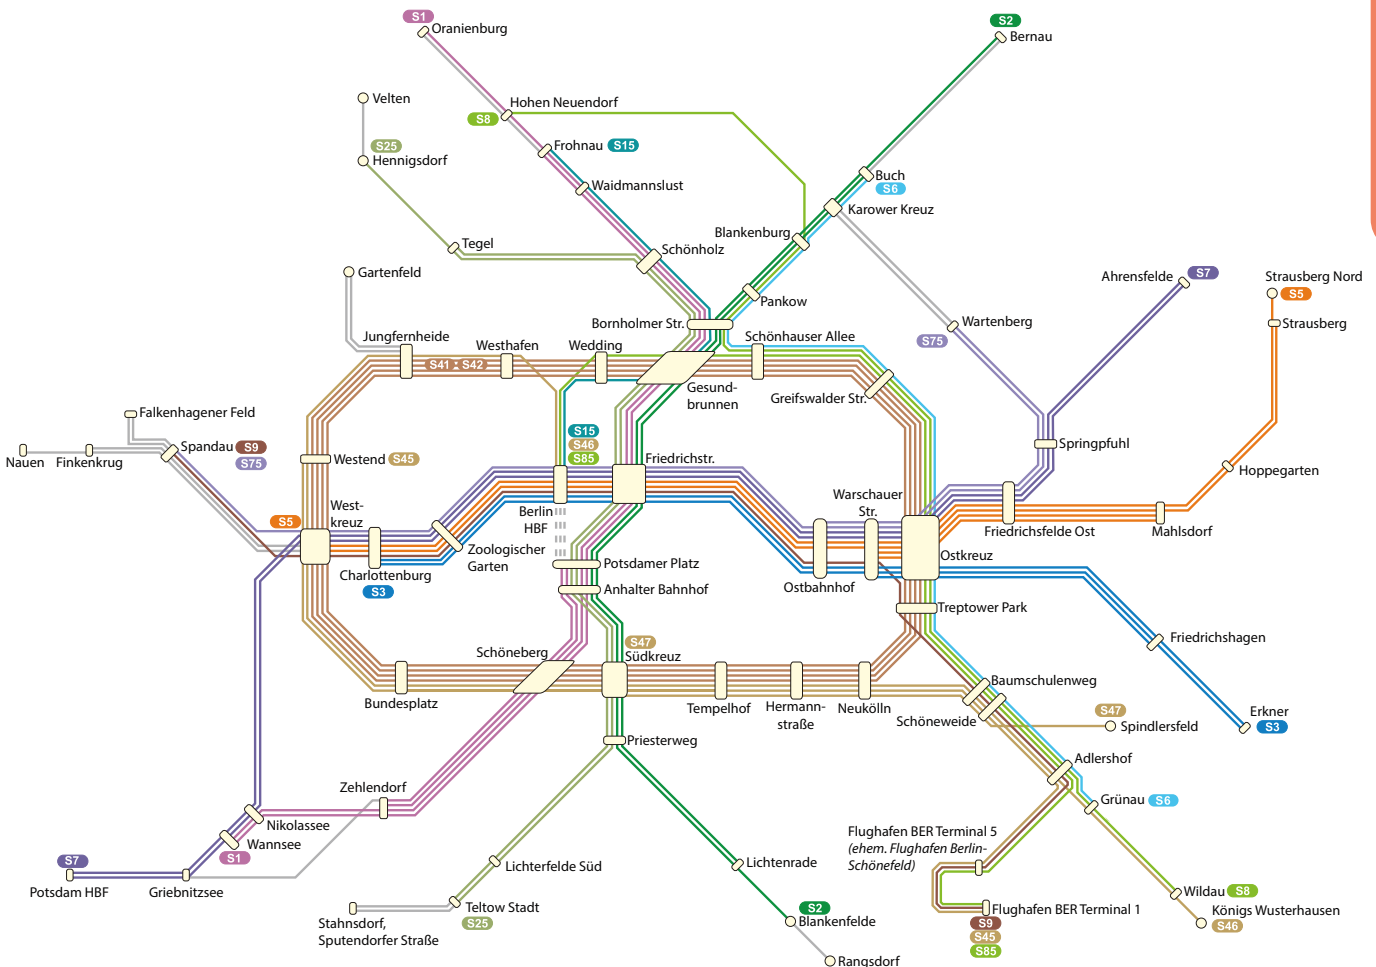 S1
Oranienburg
S2
Bernau
Velten
Hohen Neuendorf
S8
S25
Hennigsdorf
Frohnau S15
Waidmannslust
Buch
S6
Karower Kreuz
Blankenburg
Tegel
Schönholz
Gartenfeld
Ahrensfelde S7
Strausberg Nord
S5
Pankow
Bornholmer Str.
Wartenberg
S75
Strausberg
Jungfernheide
Westhafen
Wedding
Schönhauser Allee
S41 S42
Gesund-
brunnen
Greifswalder Str.
Falkenhagener Feld
Spandau S9
S75
Nauen
Finkenkrug
Westend S45
S15
S46
S85
Friedrichstr.
Springpfuhl
Hoppegarten
West-
kreuz
S5
Berlin
HBF
Warschauer
Str.
Friedrichsfelde Ost
Mahlsdorf
Zoologischer
Garten
Charlottenburg
S3
Potsdamer Platz
Ostbahnhof
Ostkreuz
Anhalter Bahnhof
Treptower Park
Friedrichshagen
S47
Südkreuz
Schöneberg
Bundesplatz
Tempelhof
Hermann-
straße
Neukölln
Baumschulenweg
Schöneweide
S47
Spindlersfeld
Erkner
S3
Priesterweg
Adlershof
Zehlendorf
Grünau S6
Nikolassee
Wannsee
S1
Flughafen BER Terminal 5
(ehem. Flughafen Berlin-
Schönefeld)
S7
Potsdam HBF
Griebnitzsee
Lichterfelde Süd
Lichtenrade
Wildau S8
Teltow Stadt
S25
Stahnsdorf,
Sputendorfer Straße
S2
Blankenfelde
Flughafen BER Terminal 1
S9
S45
S85
Königs Wusterhausen
S46
Rangsdorf